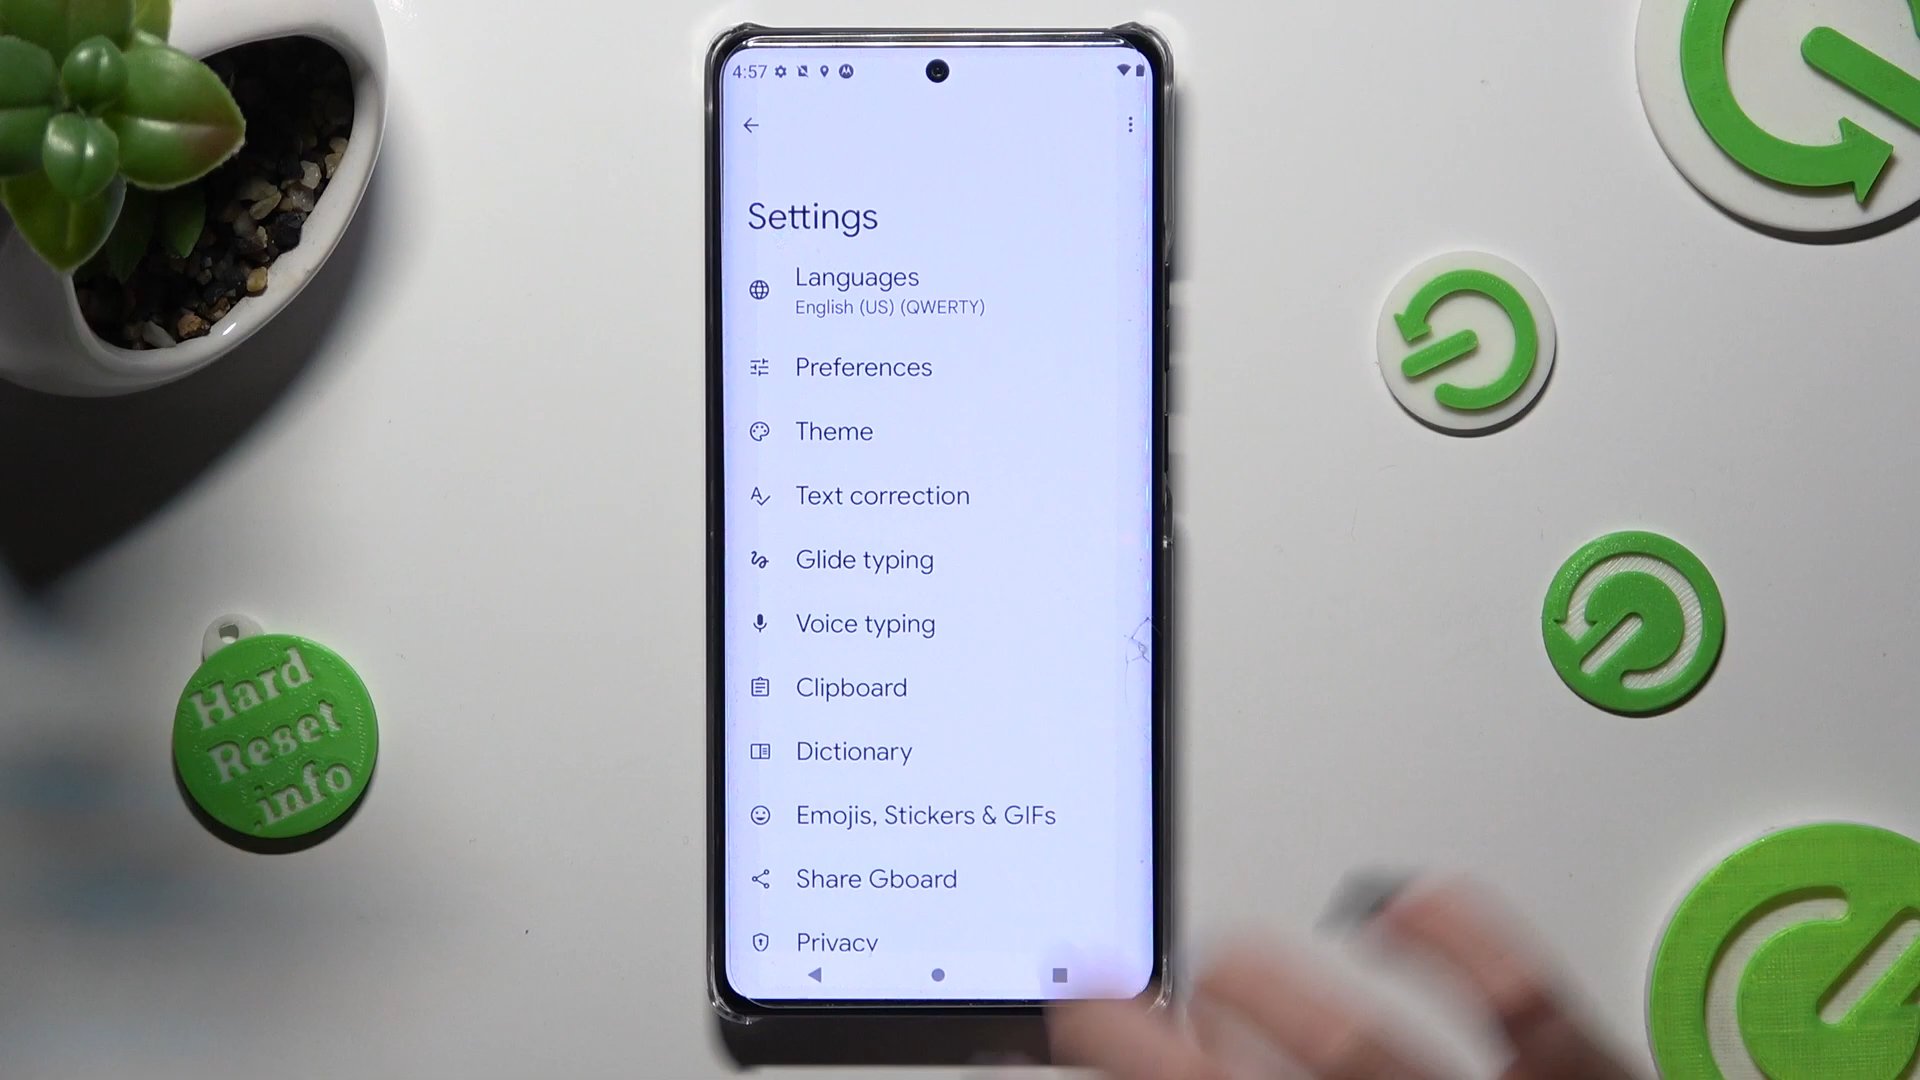 4:57
Settings
Languages
English (US) (QWERTY)
Preferences
Theme
Text correction
Glide typing
Voice typing
Clipboard
Dictionary
Emojis, Stickers & GIFs
Share Gboard
Privacy
Hard
Reset
.info